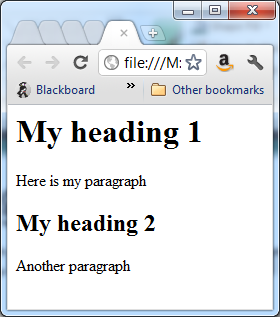 file:///M:
Blackboard » Other bookmarks
My heading 1
Here is my paragraph
My heading 2
Another paragraph